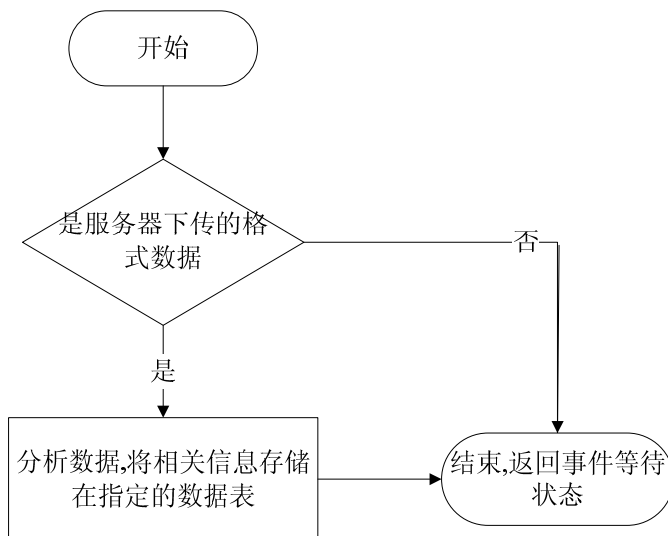 开始
是服务器下传的格
式数据
否
是
分析数据,将相关信息存储
在指定的数据表
结束,返回事件等待
状态